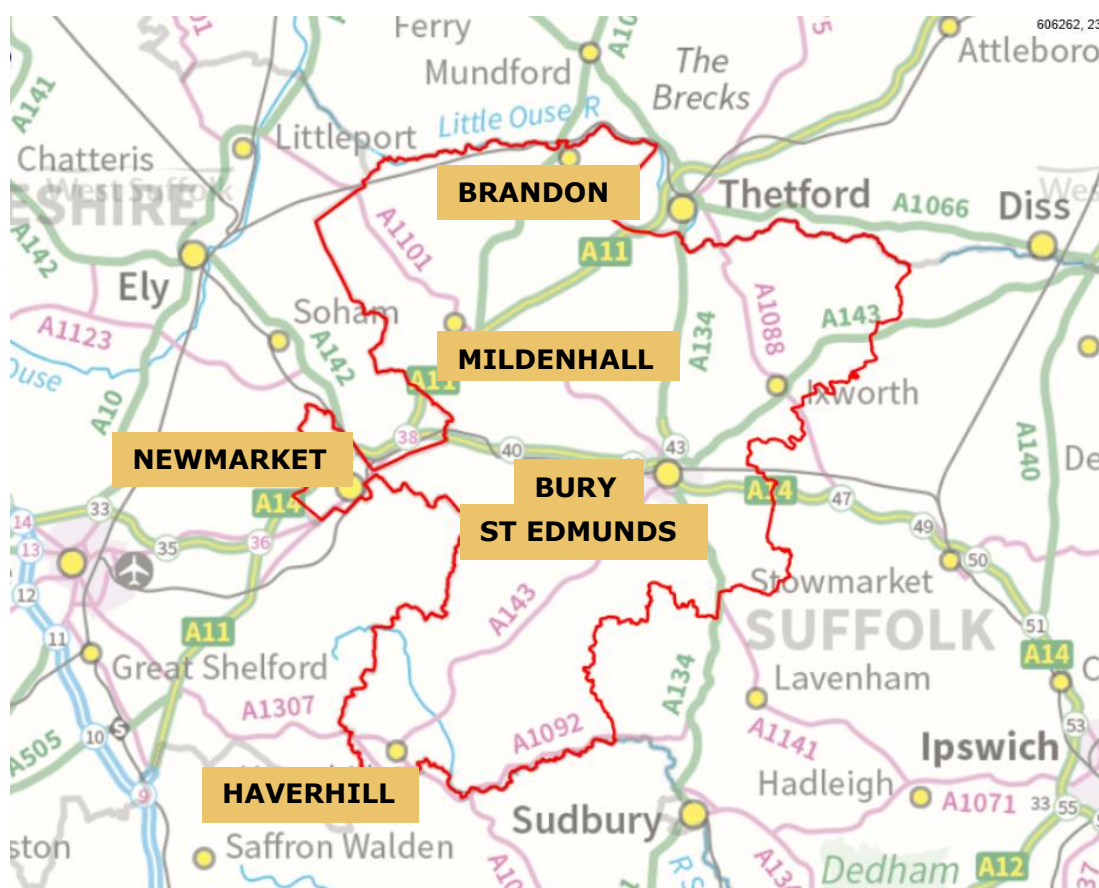 606262, 23
Ferry
Mundford
The
Brecks
Attleboro
A141
A141
Littleport
Little Ouse R
Chatteris
West Suffolk
ESHIRE
BRANDON
Thetford
A1066
Diss
A142
A1101
A11
Ely
Soham
A134
A1088
A143
A1123
A142
MILDENHALL
Ouse
A10
A11
Ixworth
A140
NEWMARKET
38
40
43
BURY
A14
A14
47
ST EDMUNDS
14
33
13
35
36
49
50
12
A143
Stowmarket
11
A11
SUFFOLK
51
A14
Great Shelford
A134
Lavenham
A1307
A1092
53
A505
10
S
A1141
Ipswich
9
HAVERHILL
Hadleigh
A1071
33
55
Sudbury
ston
Saffron Walden
Dedham
A12